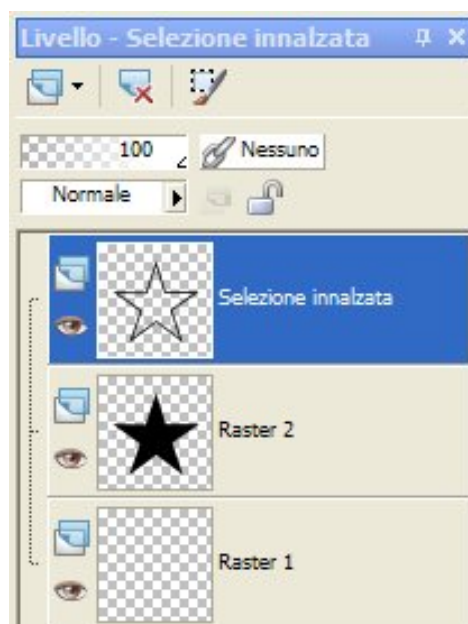 Livello - Selezione innalzata
100 Nessuno
Normale
Selezione innalzata
Raster 2
Raster 1